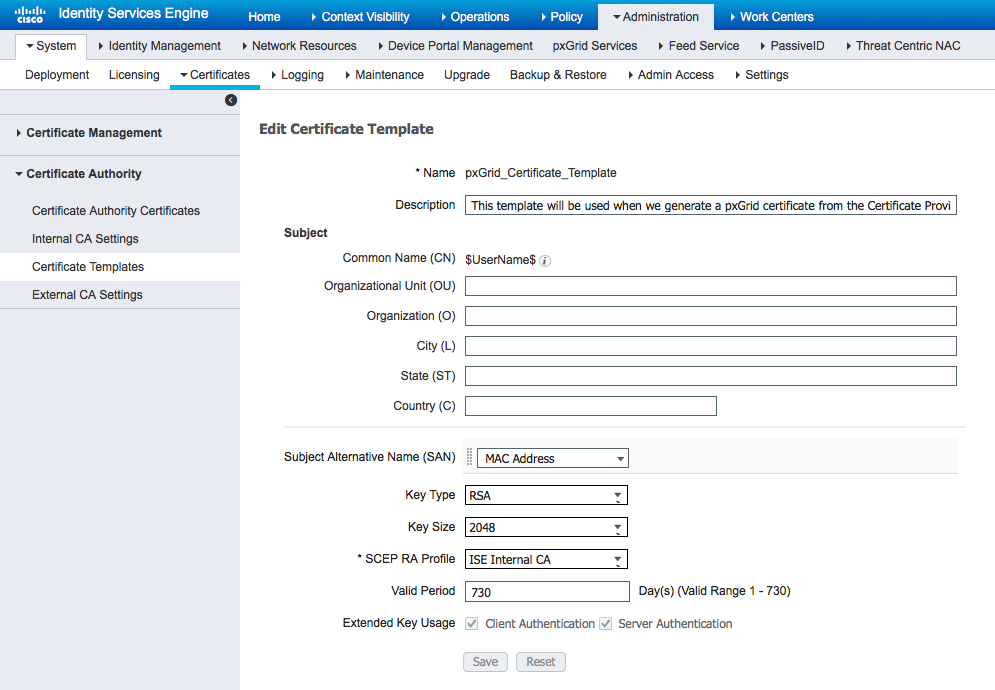 cisco Identity Services Engine Home Context Visibility Operations Policy Administration Work Centers
System Identity Management Network Resources Device Portal Management pxGrid Services Feed Service PassiveID Threat Centric NAC
Deployment Licensing Certificates Logging Maintenance Upgrade Backup & Restore Admin Access Settings
Certificate Management
Certificate Authority
Certificate Authority Certificates
Internal CA Settings
Certificate Templates
External CA Settings
Edit Certificate Template
* Name pxGrid_Certificate_Template
Description This template will be used when we generate a pxGrid certificate from the Certificate Provi
Subject
Common Name (CN) $UserName$ i
Organizational Unit (OU)
Organization (O)
City (L)
State (ST)
Country (C)
Subject Alternative Name (SAN) MAC Address
Key Type RSA
Key Size 2048
* SCEP RA Profile ISE Internal CA
Valid Period 730 Day(s) (Valid Range 1 - 730)
Extended Key Usage Client Authentication Server Authentication
Save Reset